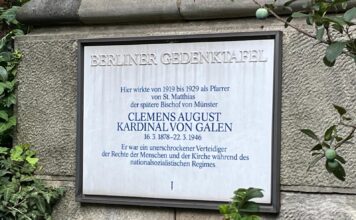 BERLINER GEDENKTAFEL
Hier wirkte von 1919 bis 1929 als Pfarrer
von St. Matthias
der spätere Bischof von Münster
CLEMENS AUGUST
KARDINAL VON GALEN
16. 3. 1878 – 22. 3. 1946
Er war ein unerschrockener Verteidiger
der Rechte der Menschen und der Kirche während des
nationalsozialistischen Regimes